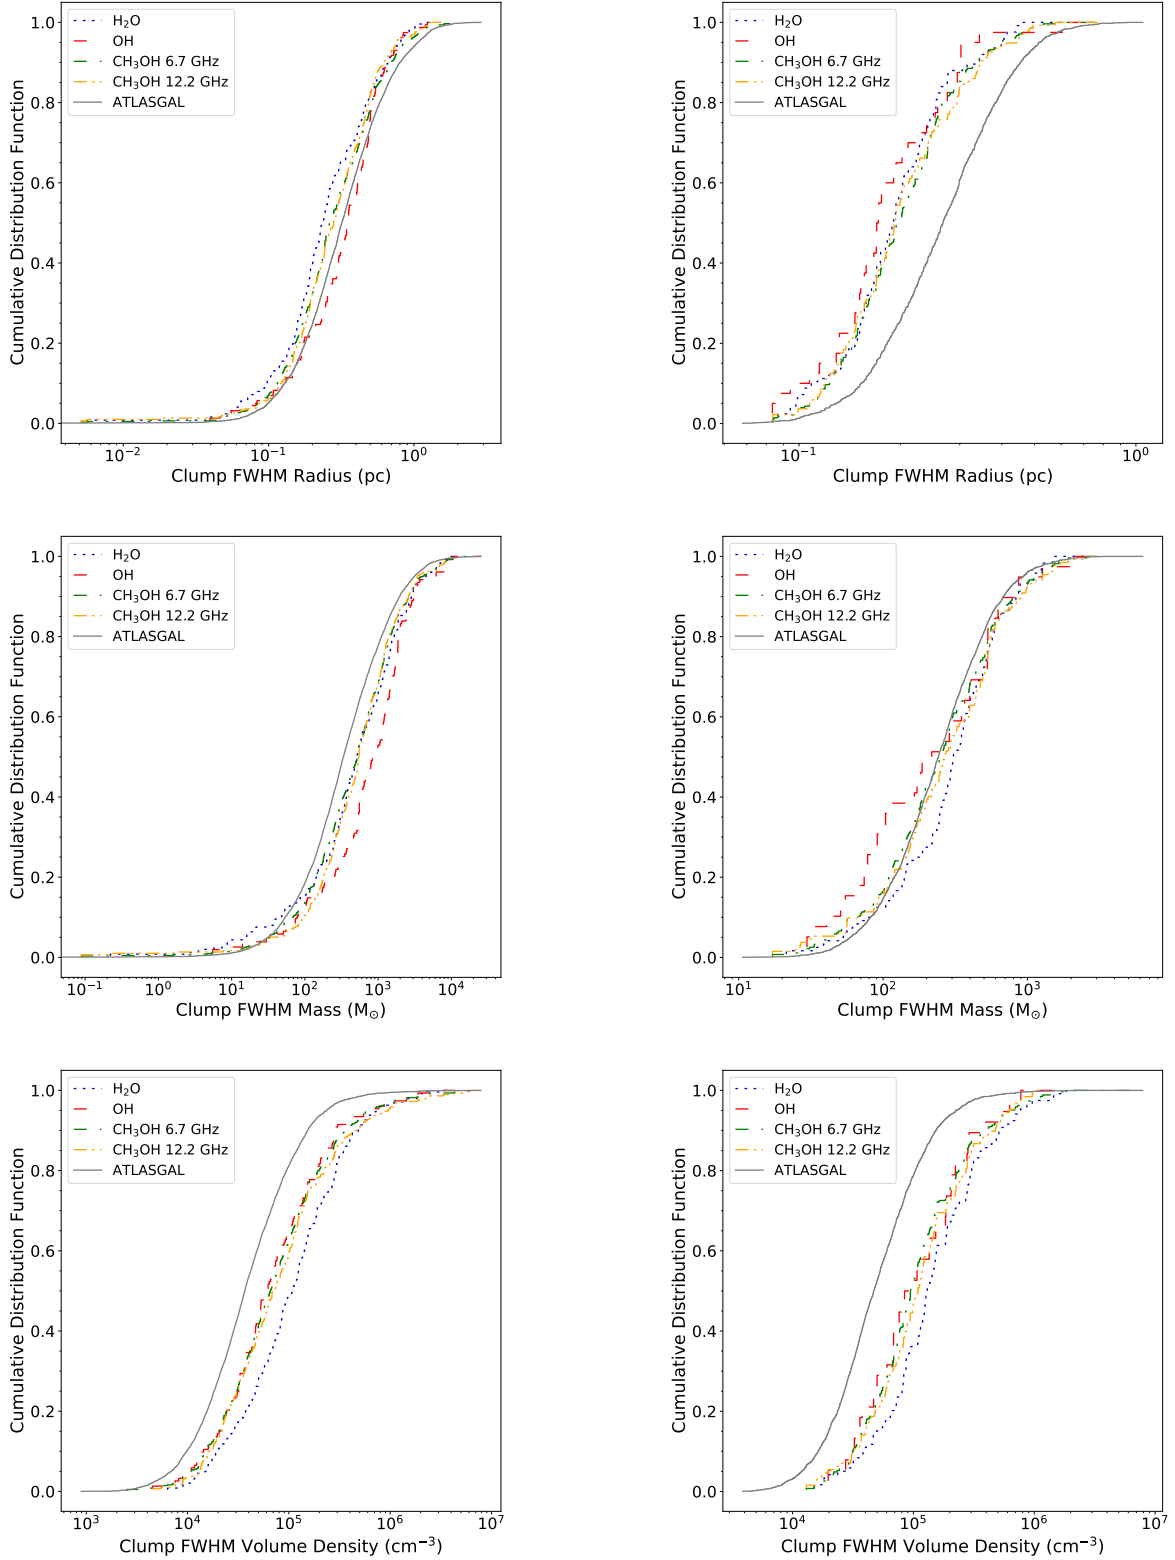 Cumulative Distribution Function
1.0
0.8
0.6
0.4
0.2
0.0
H₂O
OH
CH₃OH 6.7 GHz
CH₃OH 12.2 GHz
ATLASGAL
10⁻² 10⁻¹ 10⁰
Clump FWHM Radius (pc)
Cumulative Distribution Function
1.0
0.8
0.6
0.4
0.2
0.0
H₂O
OH
CH₃OH 6.7 GHz
CH₃OH 12.2 GHz
ATLASGAL
10⁻¹ 10⁰
Clump FWHM Radius (pc)
Cumulative Distribution Function
1.0
0.8
0.6
0.4
0.2
0.0
H₂O
OH
CH₃OH 6.7 GHz
CH₃OH 12.2 GHz
ATLASGAL
10⁻¹ 10⁰ 10¹ 10² 10³ 10⁴
Clump FWHM Mass (M⊙)
Cumulative Distribution Function
1.0
0.8
0.6
0.4
0.2
0.0
H₂O
OH
CH₃OH 6.7 GHz
CH₃OH 12.2 GHz
ATLASGAL
10¹ 10² 10³
Clump FWHM Mass (M⊙)
Cumulative Distribution Function
1.0
0.8
0.6
0.4
0.2
0.0
H₂O
OH
CH₃OH 6.7 GHz
CH₃OH 12.2 GHz
ATLASGAL
10³ 10⁴ 10⁵ 10⁶ 10⁷
Clump FWHM Volume Density (cm⁻³)
Cumulative Distribution Function
1.0
0.8
0.6
0.4
0.2
0.0
H₂O
OH
CH₃OH 6.7 GHz
CH₃OH 12.2 GHz
ATLASGAL
10⁴ 10⁵ 10⁶ 10⁷
Clump FWHM Volume Density (cm⁻³)